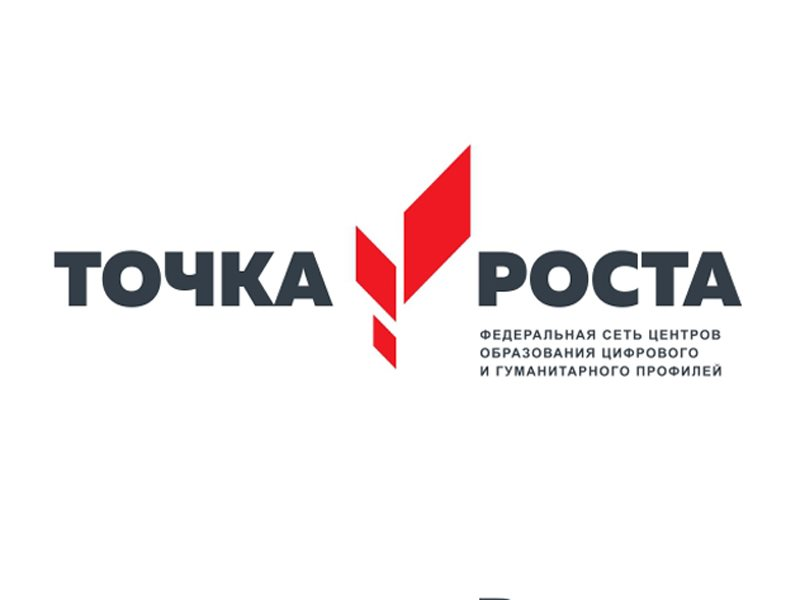 ТОЧКА РОСТА
ФЕДЕРАЛЬНАЯ СЕТЬ ЦЕНТРОВ
ОБРАЗОВАНИЯ ЦИФРОВОГО
И ГУМАНИТАРНОГО ПРОФИЛЕЙ